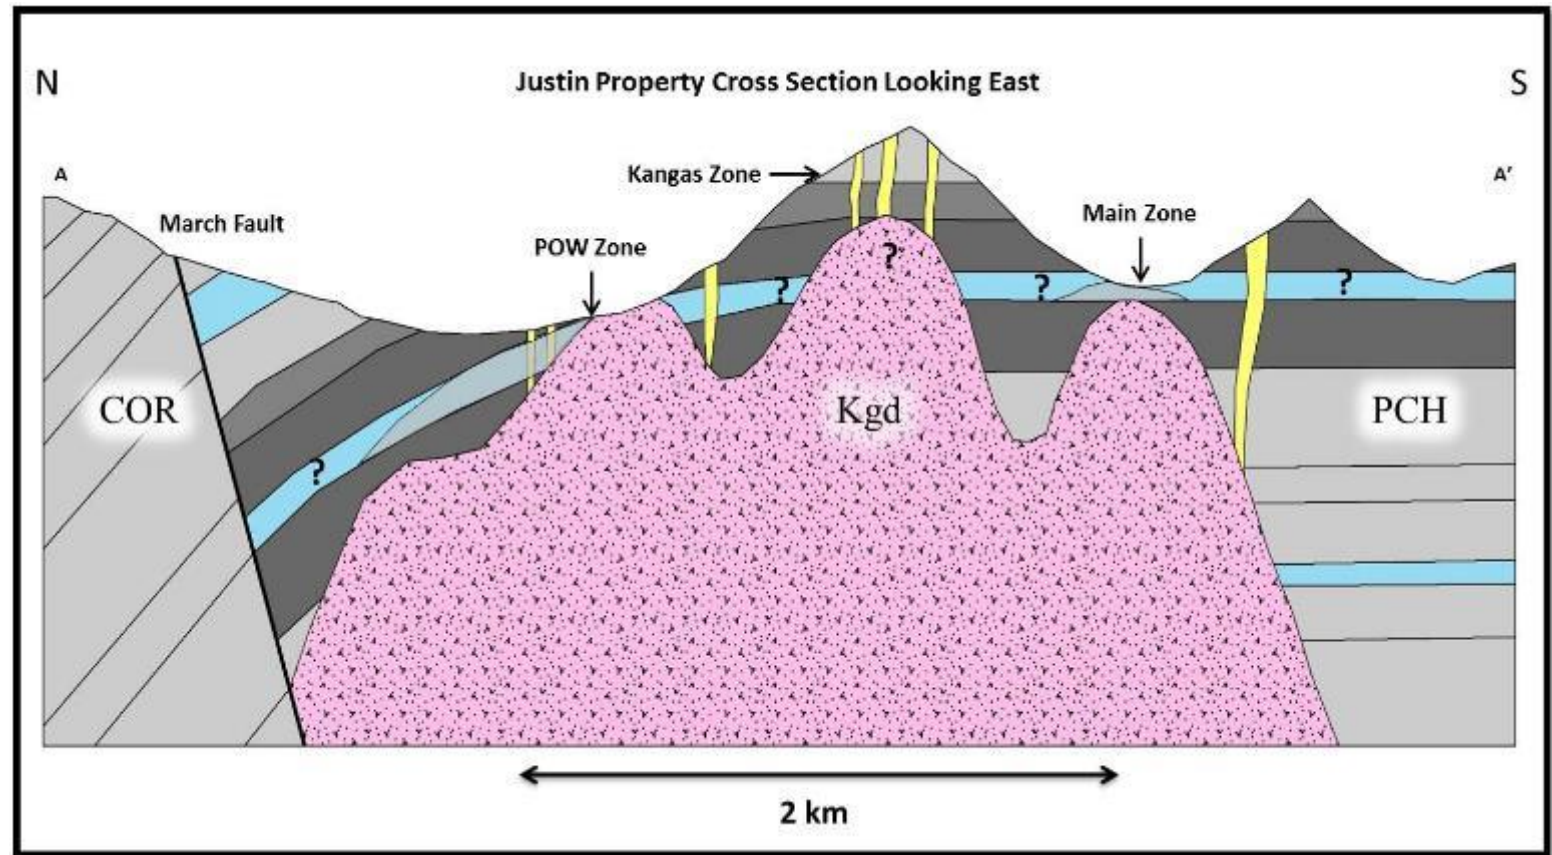 N
Justin Property Cross Section Looking East
S
A
Kangas Zone
A'
March Fault
POW Zone
Main Zone
?
?
?
?
?
COR
Kgd
PCH
2 km